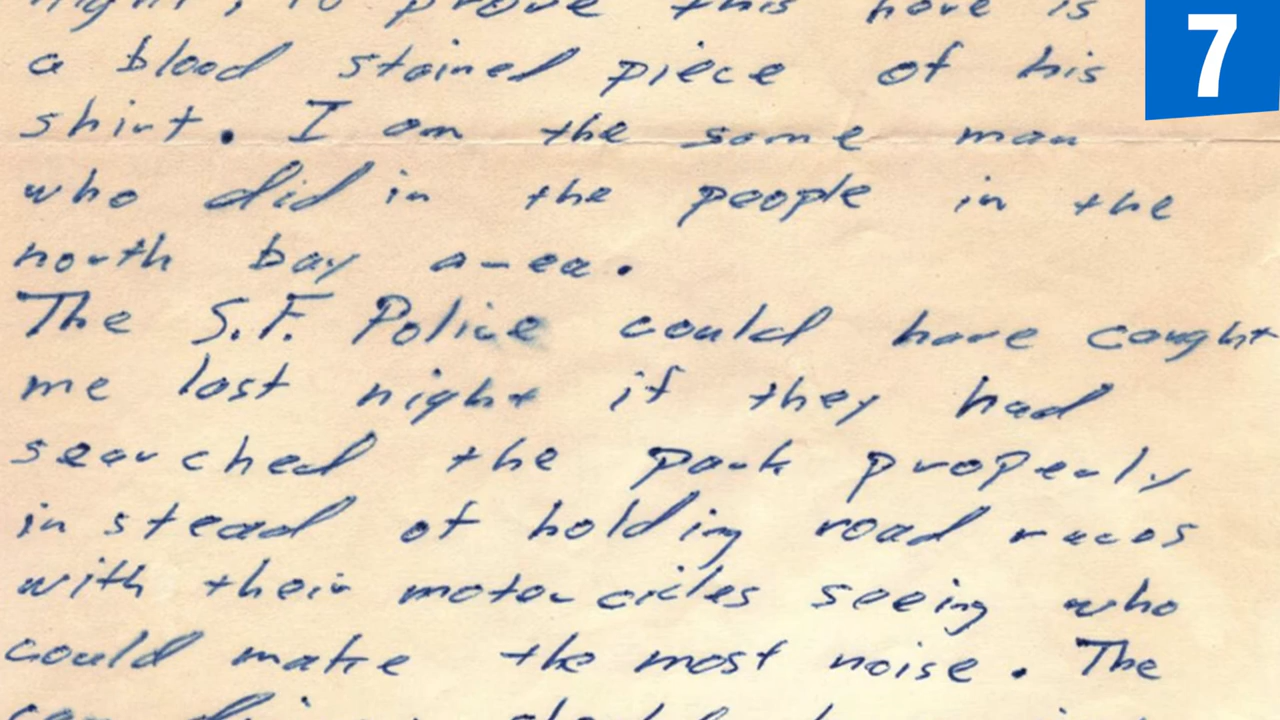 night, to prove this here is
7
a blood stained piece of his
shirt. I am the same man
who did in the people in the
north bay area.
The S.F. Police could have caught
me last night if they had
searched the park properly
in stead of holding road races
with their motorcicles seeing who
could make the most noise. The